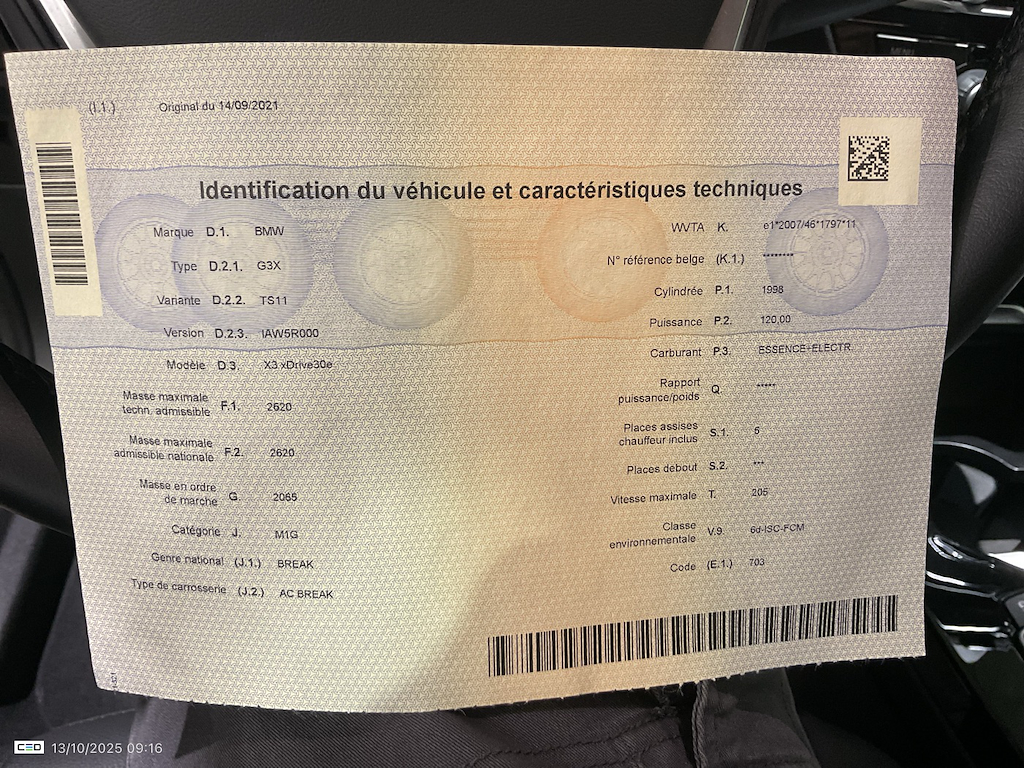 (I.1.) Original du 14/09/2021
Identification du véhicule et caractéristiques techniques
Marque D.1. BMW
Type D.2.1. G3X
Variante D.2.2. TS11
Version D.2.3. IAW5R000
Modèle D.3. X3 xDrive30e
Masse maximale
techn. admissible F.1. 2620
Masse maximale
admissible nationale F.2. 2620
Masse en ordre
de marche G. 2065
Catégorie J. M1G
Genre national (J.1.) BREAK
Type de carrosserie (J.2.) AC BREAK
WVTA K. e1*2007/46*1797*11
N° référence belge (K.1.) ********
Cylindrée P.1. 1998
Puissance P.2. 120,00
Carburant P.3. ESSENCE+ELECTR.
Rapport
puissance/poids Q. *****
Places assises
chauffeur inclus S.1. 5
Places debout S.2. ***
Vitesse maximale T. 205
Classe
environnementale V.9. 6d-ISC-FCM
Code (E.1.) 703
MENU
CEO 13/10/2025 09:16